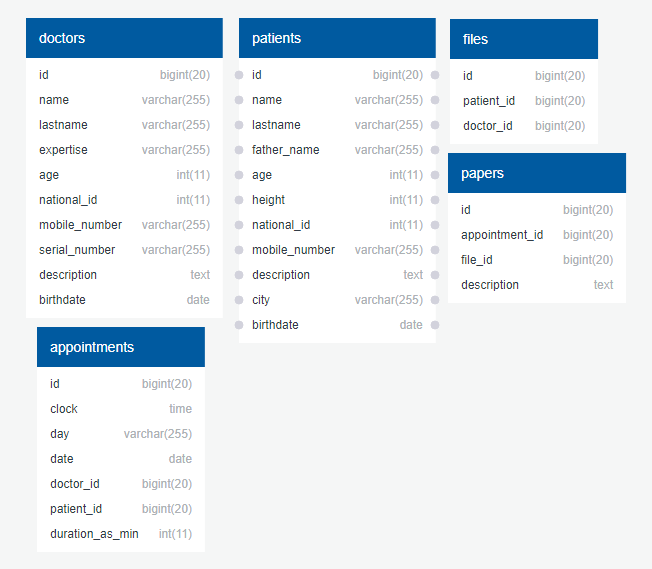 doctors
id bigint(20)
name varchar(255)
lastname varchar(255)
expertise varchar(255)
age int(11)
national_id int(11)
mobile_number varchar(255)
serial_number varchar(255)
description text
birthdate date
patients
id bigint(20)
name varchar(255)
lastname varchar(255)
father_name varchar(255)
age int(11)
height int(11)
national_id int(11)
mobile_number varchar(255)
description text
city varchar(255)
birthdate date
files
id bigint(20)
patient_id bigint(20)
doctor_id bigint(20)
papers
id bigint(20)
appointment_id bigint(20)
file_id bigint(20)
description text
appointments
id bigint(20)
clock time
day varchar(255)
date date
doctor_id bigint(20)
patient_id bigint(20)
duration_as_min int(11)